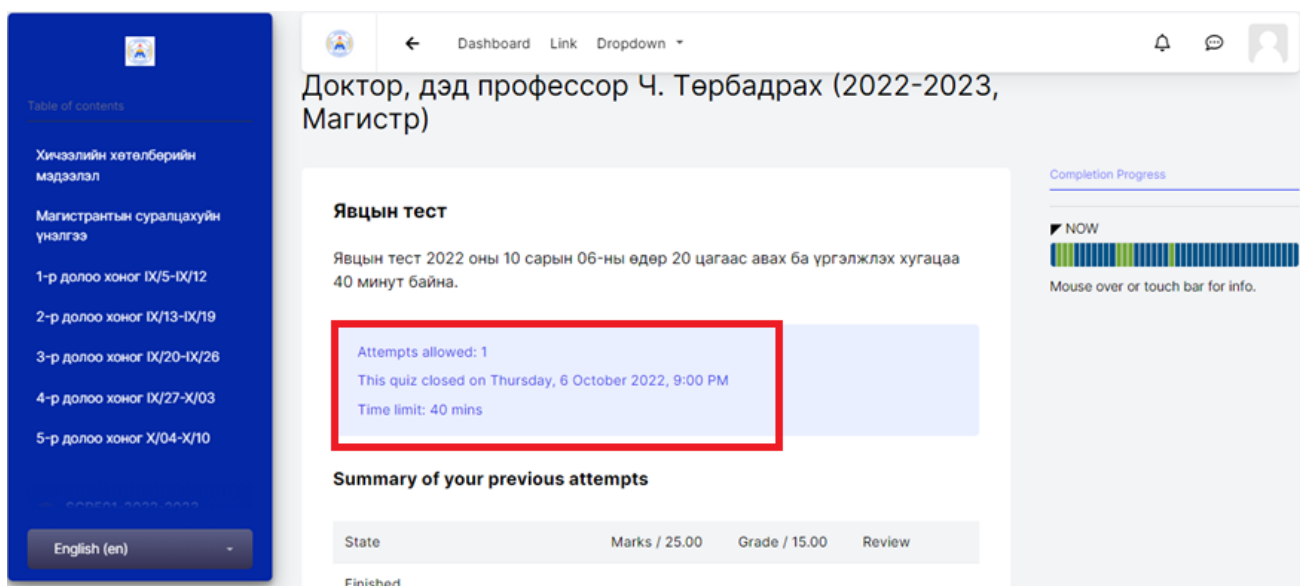 Table of contents
Хичээлийн хөтөлбөрийн
мэдээлэл
Магистрантын суралцахуйн
үнэлгээ
1-р долоо хоног IX/5-IX/12
2-р долоо хоног IX/13-IX/19
3-р долоо хоног IX/20-IX/26
4-р долоо хоног IX/27-X/03
5-р долоо хоног X/04-X/10
English (en)
Dashboard Link Dropdown
Доктор, дэд профессор Ч. Төрбадрах (2022-2023,
Магистр)
Явцын тест
Явцын тест 2022 оны 10 сарын 06-ны өдөр 20 цагаас авах ба үргэлжлэх хугацаа
40 минут байна.
Attempts allowed: 1
This quiz closed on Thursday, 6 October 2022, 9:00 PM
Time limit: 40 mins
Summary of your previous attempts
State Marks / 25.00 Grade / 15.00 Review
Finished
Completion Progress
NOW
Mouse over or touch bar for info.